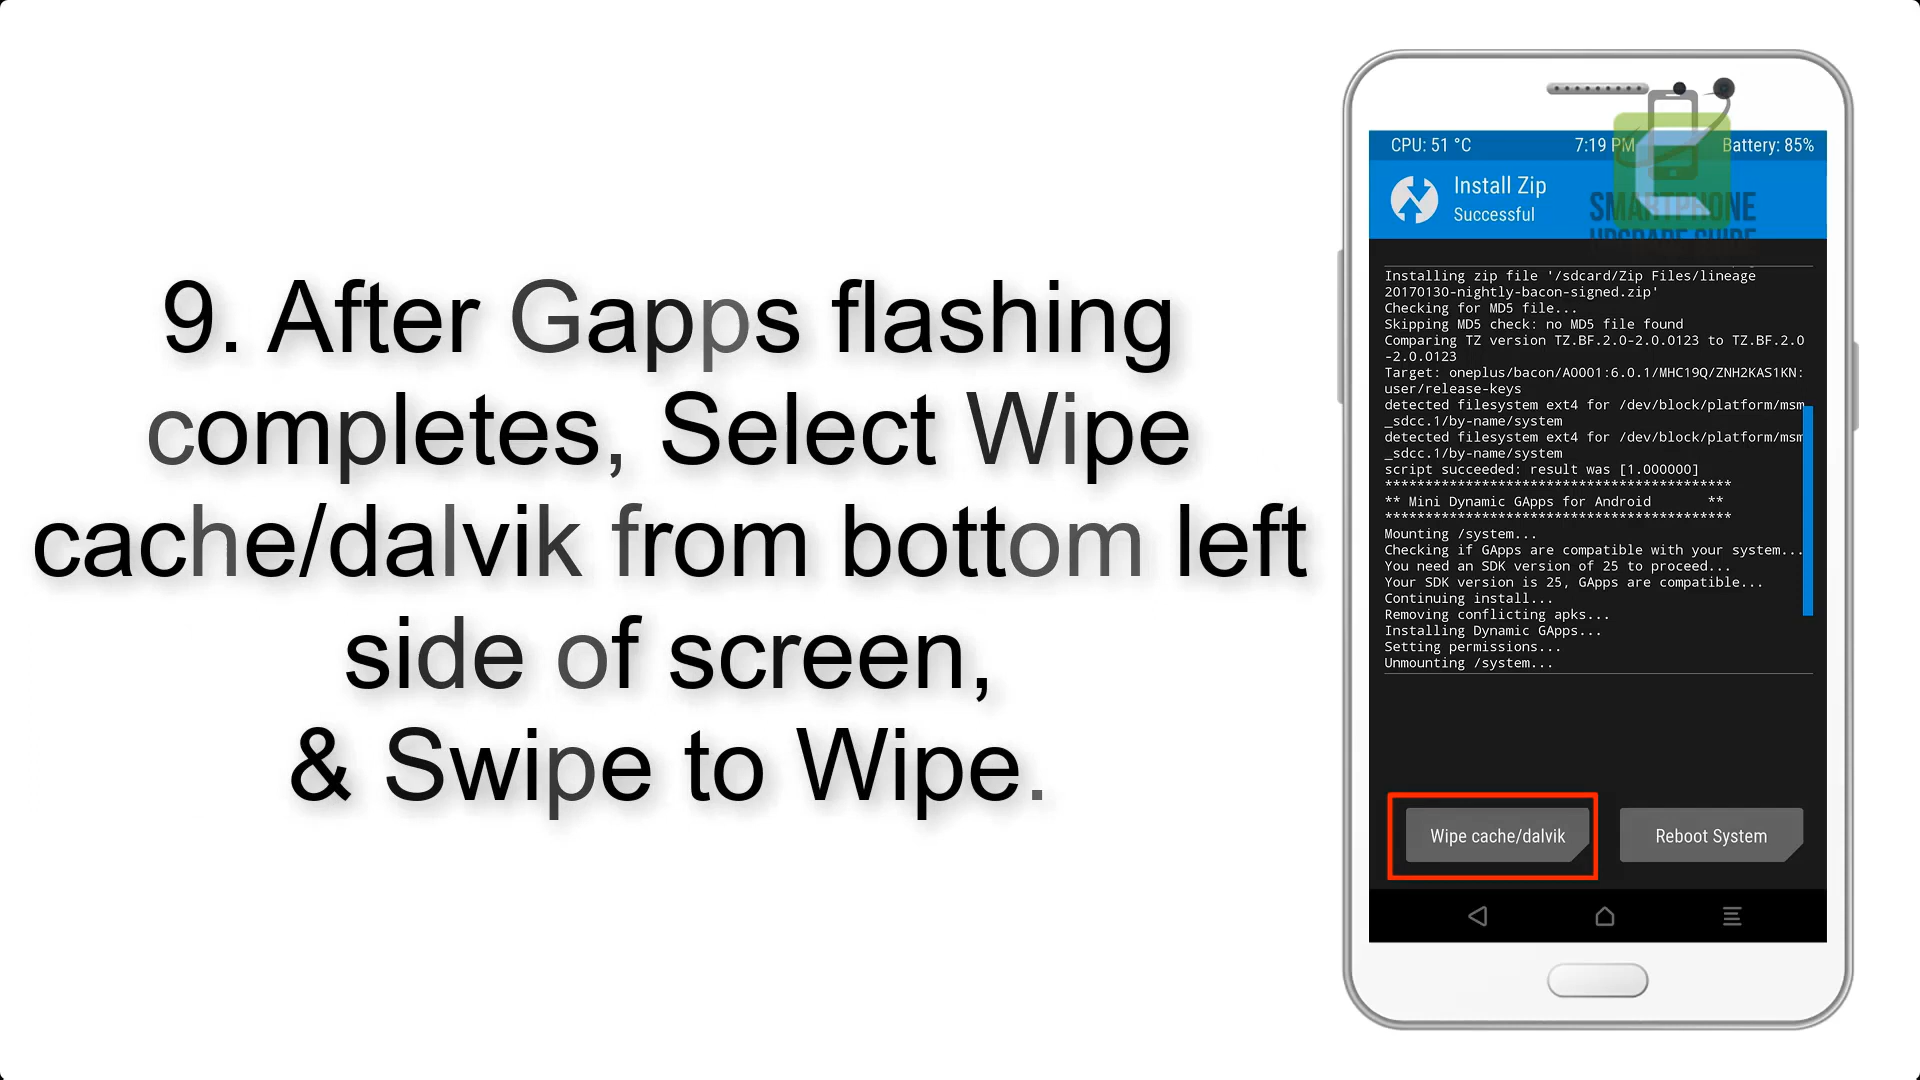 9. After Gapps flashing
completes, Select Wipe
cache/dalvik from bottom left
side of screen,
& Swipe to Wipe.
CPU: 51 °C 7:19 PM Battery: 85%
Install Zip
Successful
SMARTPHONE
UPGRADE GUIDE
Installing zip file '/sdcard/Zip Files/lineage
20170130-nightly-bacon-signed.zip'
Checking for MD5 file...
Skipping MD5 check: no MD5 file found
Comparing TZ version TZ.BF.2.0-2.0.0123 to TZ.BF.2.0
-2.0.0123
Target: oneplus/bacon/A0001:6.0.1/MHC19Q/ZNH2KAS1KN:
user/release-keys
detected filesystem ext4 for /dev/block/platform/msm
_sdcc.1/by-name/system
detected filesystem ext4 for /dev/block/platform/msm
_sdcc.1/by-name/system
script succeeded: result was [1.000000]
******************************************
** Mini Dynamic GApps for Android **
******************************************
Mounting /system...
Checking if GApps are compatible with your system...
You need an SDK version of 25 to proceed...
Your SDK version is 25, GApps are compatible...
Continuing install...
Removing conflicting apks...
Installing Dynamic GApps...
Setting permissions...
Unmounting /system...
Wipe cache/dalvik Reboot System